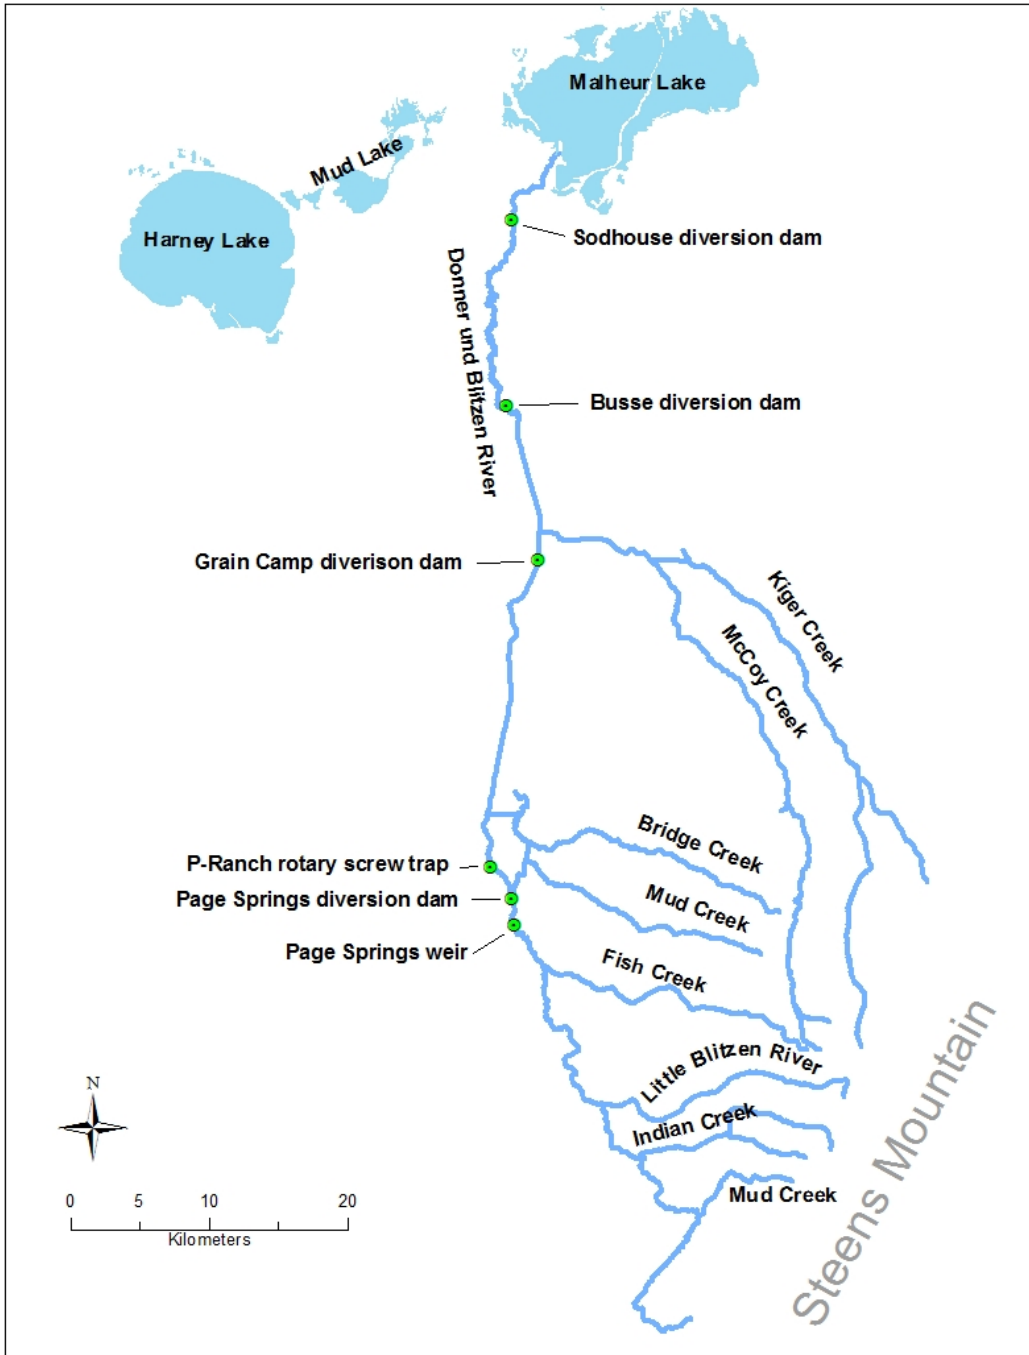 Malheur Lake
Mud Lake
Harney Lake
Sodhouse diversion dam
Donner und Blitzen River
Busse diversion dam
Grain Camp diverison dam
Kiger Creek
McCoy Creek
Bridge Creek
P-Ranch rotary screw trap
Mud Creek
Page Springs diversion dam
Page Springs weir
Fish Creek
Little Blitzen River
Indian Creek
Mud Creek
Steens Mountain
N
0 5 10 20
Kilometers